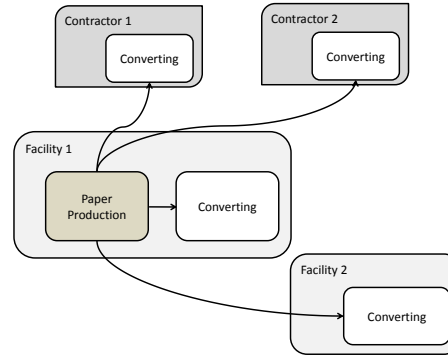 Contractor 1
Converting
Contractor 2
Converting
Facility 1
Paper
Production
Converting
Facility 2
Converting